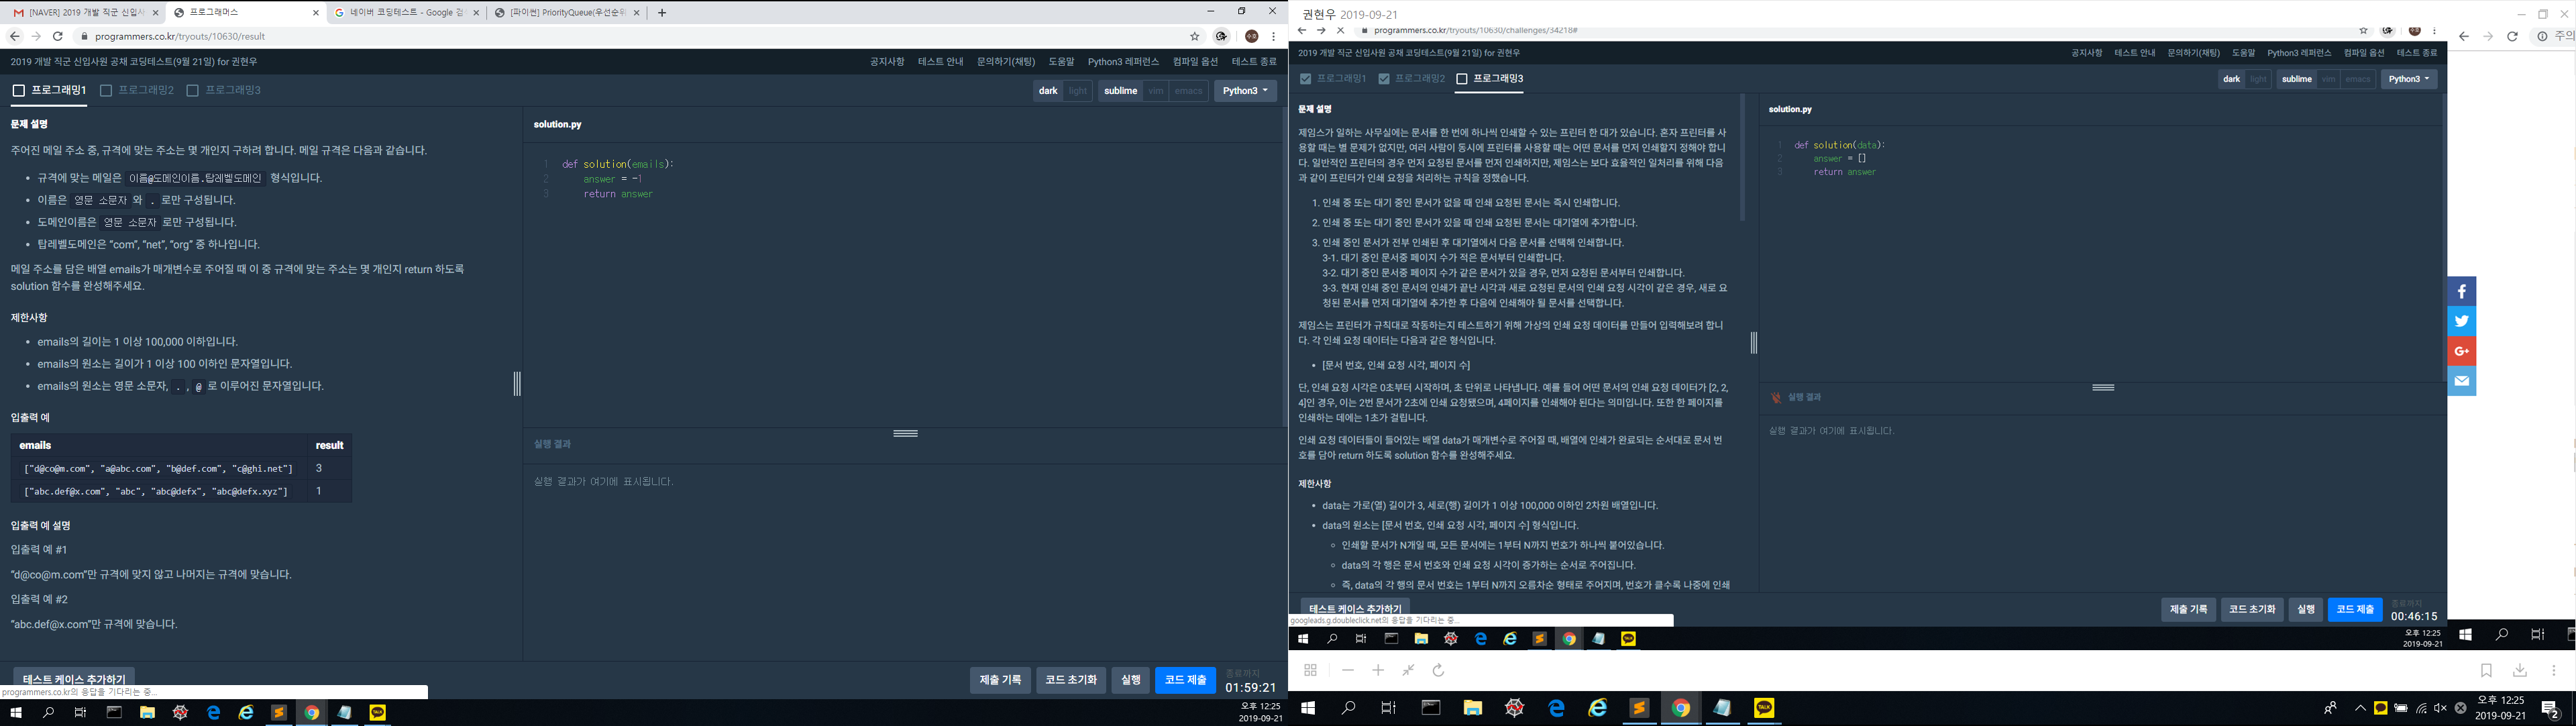 [NAVER] 2019 개발 직군 신입사
프로그래머스
네이버 코딩테스트 - Google 검
[파이썬] PriorityQueue(우선순위
programmers.co.kr/tryouts/10630/result
2019 개발 직군 신입사원 공채 코딩테스트(9월 21일) for 권현우
공지사항 테스트 안내 문의하기(채팅) 도움말 Python3 레퍼런스 컴파일 옵션 테스트 종료
프로그래밍1 프로그래밍2 프로그래밍3
dark light sublime vim emacs Python3
문제 설명
주어진 메일 주소 중, 규격에 맞는 주소는 몇 개인지 구하려 합니다. 메일 규격은 다음과 같습니다.
• 규격에 맞는 메일은 이름@도메인이름.탑레벨도메인 형식입니다.
• 이름은 영문 소문자 와 . 로만 구성됩니다.
• 도메인이름은 영문 소문자 로만 구성됩니다.
• 탑레벨도메인은 “com”, “net”, “org” 중 하나입니다.
메일 주소를 담은 배열 emails가 매개변수로 주어질 때 이 중 규격에 맞는 주소는 몇 개인지 return 하도록
solution 함수를 완성해주세요.
제한사항
• emails의 길이는 1 이상 100,000 이하입니다.
• emails의 원소는 길이가 1 이상 100 이하인 문자열입니다.
• emails의 원소는 영문 소문자, . , @ 로 이루어진 문자열입니다.
입출력 예
emails result
["d@co@m.com", "a@abc.com", "b@def.com", "c@ghi.net"] 3
["abc.def@x.com", "abc", "abc@defx", "abc@defx.xyz"] 1
입출력 예 설명
입출력 예 #1
“d@co@m.com”만 규격에 맞지 않고 나머지는 규격에 맞습니다.
입출력 예 #2
“abc.def@x.com”만 규격에 맞습니다.
solution.py
1 def solution(emails):
2 answer = -1
3 return answer
실행 결과
실행 결과가 여기에 표시됩니다.
테스트 케이스 추가하기
programmers.co.kr의 응답을 기다리는 중...
제출 기록 코드 초기화 실행 코드 제출
종료까지
01:59:21
TALK
오후 12:25
2019-09-21
권현우 2019-09-21
programmers.co.kr/tryouts/10630/challenges/34218#
주의
2019 개발 직군 신입사원 공채 코딩테스트(9월 21일) for 권현우
공지사항 테스트 안내 문의하기(채팅) 도움말 Python3 레퍼런스 컴파일 옵션 테스트 종료
프로그래밍1 프로그래밍2 프로그래밍3
dark light sublime vim emacs Python3
문제 설명
제임스가 일하는 사무실에는 문서를 한 번에 하나씩 인쇄할 수 있는 프린터 한 대가 있습니다. 혼자 프린터를 사
용할 때는 별 문제가 없지만, 여러 사람이 동시에 프린터를 사용할 때는 어떤 문서를 먼저 인쇄할지 정해야 합니
다. 일반적인 프린터의 경우 먼저 요청된 문서를 먼저 인쇄하지만, 제임스는 보다 효율적인 일처리를 위해 다음
과 같이 프린터가 인쇄 요청을 처리하는 규칙을 정했습니다.
1. 인쇄 중 또는 대기 중인 문서가 없을 때 인쇄 요청된 문서는 즉시 인쇄합니다.
2. 인쇄 중 또는 대기 중인 문서가 있을 때 인쇄 요청된 문서는 대기열에 추가합니다.
3. 인쇄 중인 문서가 전부 인쇄된 후 대기열에서 다음 문서를 선택해 인쇄합니다.
3-1. 대기 중인 문서중 페이지 수가 적은 문서부터 인쇄합니다.
3-2. 대기 중인 문서중 페이지 수가 같은 문서가 있을 경우, 먼저 요청된 문서부터 인쇄합니다.
3-3. 현재 인쇄 중인 문서의 인쇄가 끝난 시각과 새로 요청된 문서의 인쇄 요청 시각이 같은 경우, 새로 요
청된 문서를 먼저 대기열에 추가한 후 다음에 인쇄해야 될 문서를 선택합니다.
제임스는 프린터가 규칙대로 작동하는지 테스트하기 위해 가상의 인쇄 요청 데이터를 만들어 입력해보려 합니
다. 각 인쇄 요청 데이터는 다음과 같은 형식입니다.
• [문서 번호, 인쇄 요청 시각, 페이지 수]
단, 인쇄 요청 시각은 0초부터 시작하며, 초 단위로 나타냅니다. 예를 들어 어떤 문서의 인쇄 요청 데이터가 [2, 2,
4]인 경우, 이는 2번 문서가 2초에 인쇄 요청됐으며, 4페이지를 인쇄해야 된다는 의미입니다. 또한 한 페이지를
인쇄하는 데에는 1초가 걸립니다.
인쇄 요청 데이터들이 들어있는 배열 data가 매개변수로 주어질 때, 배열에 인쇄가 완료되는 순서대로 문서 번
호를 담아 return 하도록 solution 함수를 완성해주세요.
제한사항
• data는 가로(열) 길이가 3, 세로(행) 길이가 1 이상 100,000 이하인 2차원 배열입니다.
• data의 원소는 [문서 번호, 인쇄 요청 시각, 페이지 수] 형식입니다.
◦ 인쇄할 문서가 N개일 때, 모든 문서에는 1부터 N까지 번호가 하나씩 붙어있습니다.
◦ data의 각 행은 문서 번호와 인쇄 요청 시각이 증가하는 순서로 주어집니다.
◦ 즉, data의 각 행의 문서 번호는 1부터 N까지 오름차순 형태로 주어지며, 번호가 클수록 나중에 인쇄
solution.py
1 def solution(data):
2 answer = []
3 return answer
실행 결과
실행 결과가 여기에 표시됩니다.
테스트 케이스 추가하기
googleads.g.doubleclick.net의 응답을 기다리는 중...
제출 기록 코드 초기화 실행 코드 제출
종료까지
00:46:15
TALK
오후 12:25
2019-09-21
TALK
오후 12:25
2019-09-21
2